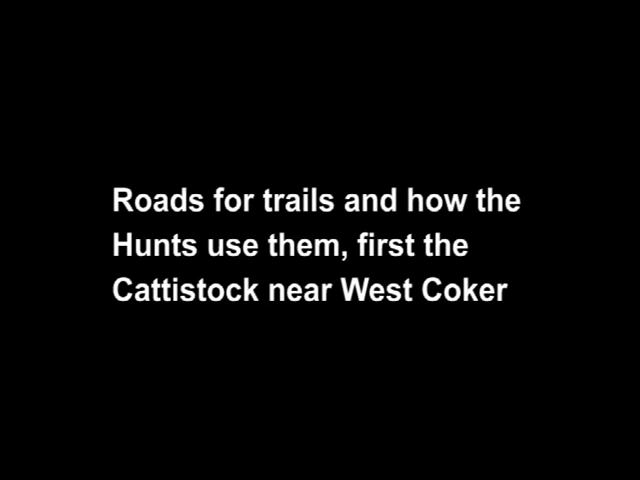 Roads for trails and how the
Hunts use them, first the
Cattistock near West Coker